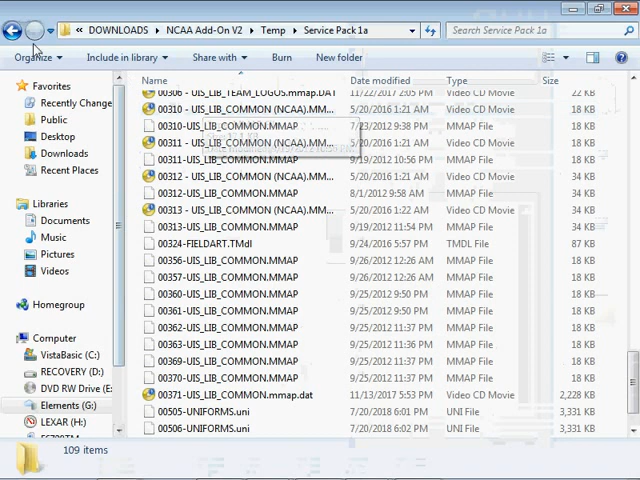 « DOWNLOADS ▸ NCAA Add-On V2 ▸ Temp ▸ Service Pack 1a
Search Service Pack 1a
Organize
Include in library
Share with
Burn
New folder
Name Date modified Type Size
00306 - UIS_LIB_TEAM_LOGOS.mmap.DAT 11/22/2017 2:05 PM Video CD Movie 22 KB
00310 - UIS_LIB_COMMON (NCAA).MM... 5/20/2016 1:21 AM Video CD Movie 34 KB
00310-UIS_LIB_COMMON.MMAP 7/23/2012 9:38 PM MMAP File 18 KB
00311 - UIS_LIB_COMMON (NCAA).MM... 5/20/2016 1:21 AM Video CD Movie 34 KB
00311-UIS_LIB_COMMON.MMAP 9/19/2012 10:56 PM MMAP File 18 KB
00312 - UIS_LIB_COMMON (NCAA).MM... 5/20/2016 1:21 AM Video CD Movie 34 KB
00312-UIS_LIB_COMMON.MMAP 8/1/2012 9:58 AM MMAP File 18 KB
00313 - UIS_LIB_COMMON (NCAA).MM... 5/20/2016 1:22 AM Video CD Movie 34 KB
00313-UIS_LIB_COMMON.MMAP 9/19/2012 11:54 PM MMAP File 34 KB
00324-FIELDART.TMdl 9/24/2016 5:57 PM TMDL File 87 KB
00356-UIS_LIB_COMMON.MMAP 9/26/2012 12:26 AM MMAP File 18 KB
00357-UIS_LIB_COMMON.MMAP 9/26/2012 12:26 AM MMAP File 18 KB
00360-UIS_LIB_COMMON.MMAP 9/25/2012 9:50 PM MMAP File 18 KB
00361-UIS_LIB_COMMON.MMAP 9/25/2012 9:50 PM MMAP File 18 KB
00362-UIS_LIB_COMMON.MMAP 9/25/2012 11:37 PM MMAP File 18 KB
00363-UIS_LIB_COMMON.MMAP 9/25/2012 11:36 PM MMAP File 18 KB
00369-UIS_LIB_COMMON.MMAP 9/25/2012 11:37 PM MMAP File 18 KB
00370-UIS_LIB_COMMON.MMAP 9/25/2012 11:37 PM MMAP File 18 KB
00371-UIS_LIB_COMMON.mmap.dat 11/13/2017 5:53 PM Video CD Movie 2,228 KB
00505-UNIFORMS.uni 7/20/2018 6:01 PM UNI File 3,331 KB
00506-UNIFORMS.uni 7/20/2018 6:02 PM UNI File 3,331 KB
Favorites
Recently Change
Public
Desktop
Downloads
Recent Places
Libraries
Documents
Music
Pictures
Videos
Homegroup
Computer
VistaBasic (C:)
RECOVERY (D:)
DVD RW Drive (E:
Elements (G:)
LEXAR (H:)
109 items